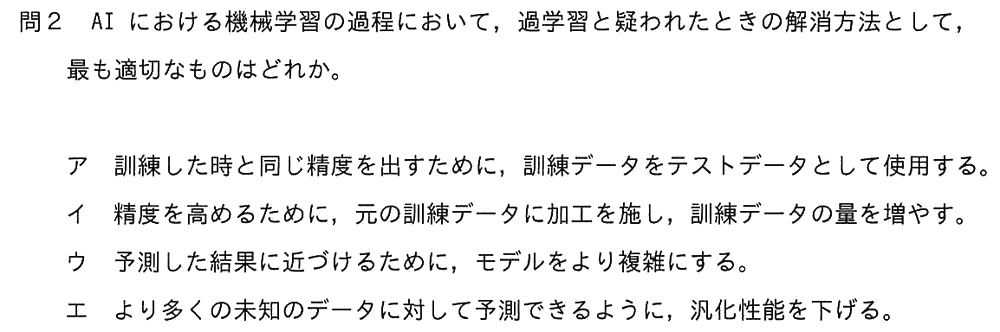 問２　AI における機械学習の過程において，過学習と疑われたときの解消方法として，
最も適切なものはどれか。
ア　訓練した時と同じ精度を出すために，訓練データをテストデータとして使用する。
イ　精度を高めるために，元の訓練データに加工を施し，訓練データの量を増やす。
ウ　予測した結果に近づけるために，モデルをより複雑にする。
エ　より多くの未知のデータに対して予測できるように，汎化性能を下げる。